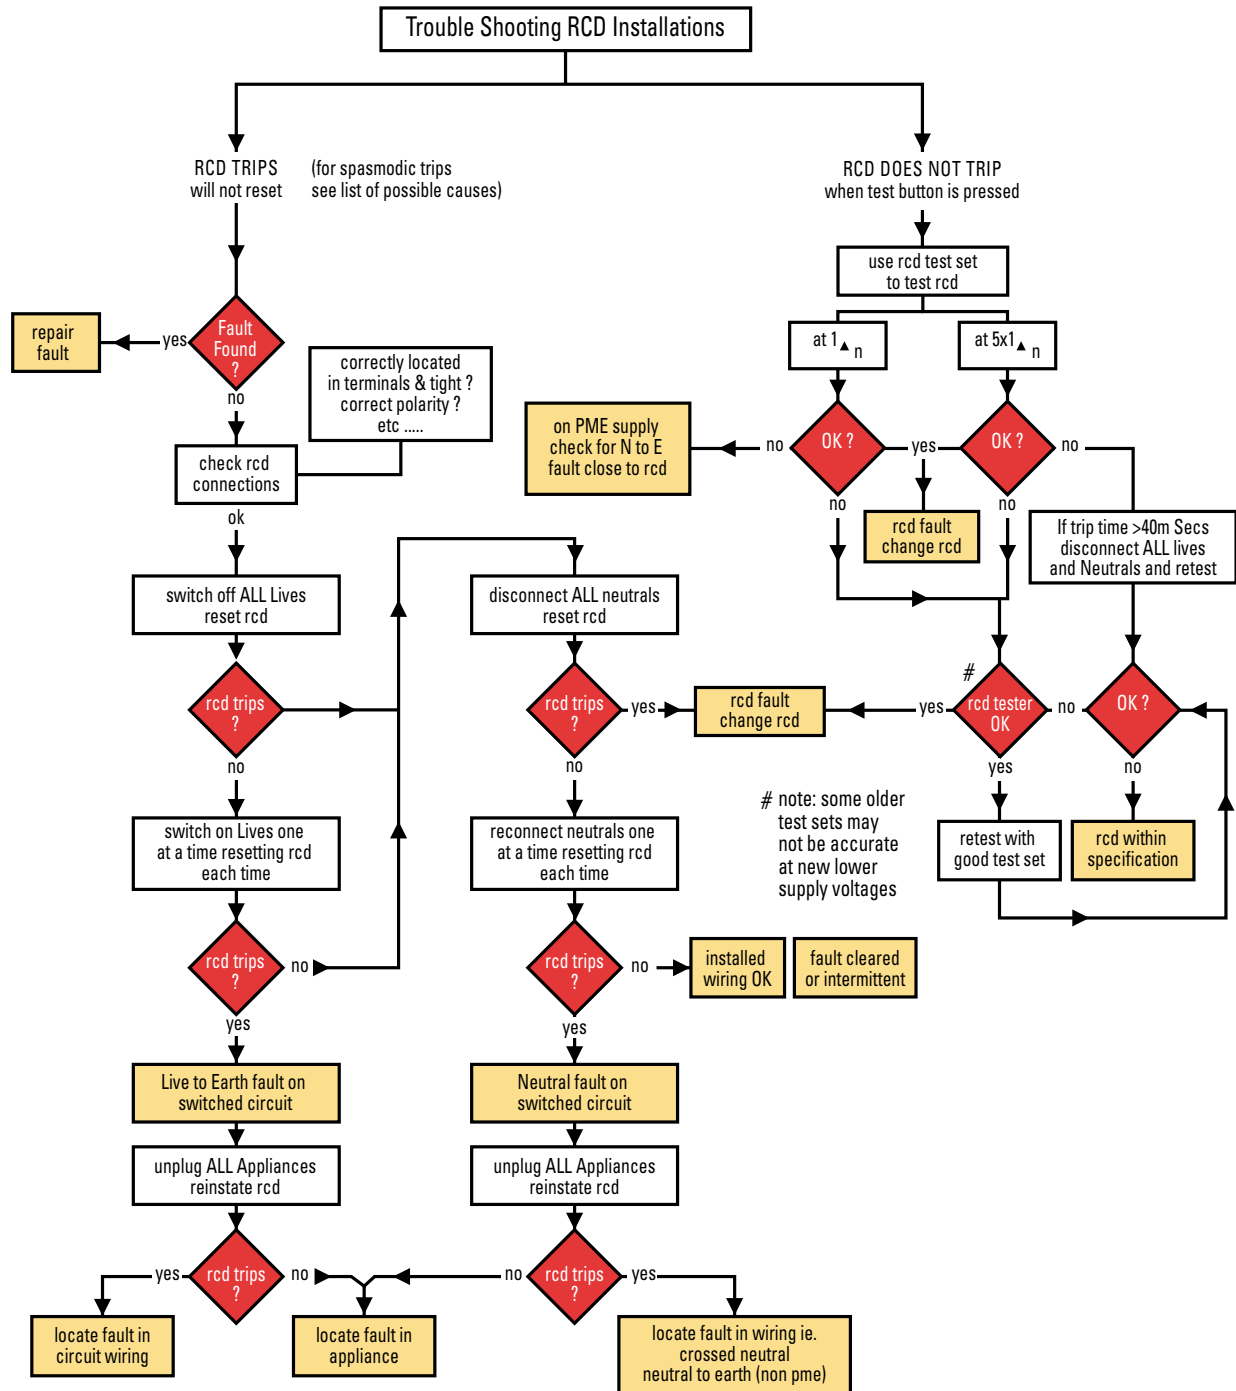 Trouble Shooting RCD Installations
RCD TRIPS
will not reset
(for spasmodic trips
see list of possible causes)
RCD DOES NOT TRIP
when test button is pressed
use rcd test set
to test rcd
at 1▲n
at 5x1▲n
repair
fault
yes
Fault
Found
?
no
correctly located
in terminals & tight ?
correct polarity ?
etc .....
check rcd
connections
ok
on PME supply
check for N to E
fault close to rcd
no
OK ?
yes
OK ?
no
no
no
rcd fault
change rcd
If trip time >40m Secs
disconnect ALL lives
and Neutrals and retest
switch off ALL Lives
reset rcd
disconnect ALL neutrals
reset rcd
rcd trips
?
no
rcd trips
?
yes
no
rcd fault
change rcd
yes
#
rcd tester
OK
no
OK ?
yes
no
switch on Lives one
at a time resetting rcd
each time
reconnect neutrals one
at a time resetting rcd
each time
# note: some older
test sets may
not be accurate
at new lower
supply voltages
retest with
good test set
rcd within
specification
rcd trips
?
no
yes
rcd trips
?
no
yes
installed
wiring OK
fault cleared
or intermittent
Live to Earth fault on
switched circuit
Neutral fault on
switched circuit
unplug ALL Appliances
reinstate rcd
unplug ALL Appliances
reinstate rcd
yes
rcd trips
?
no
no
rcd trips
?
yes
locate fault in
circuit wiring
locate fault in
appliance
locate fault in wiring ie.
crossed neutral
neutral to earth (non pme)